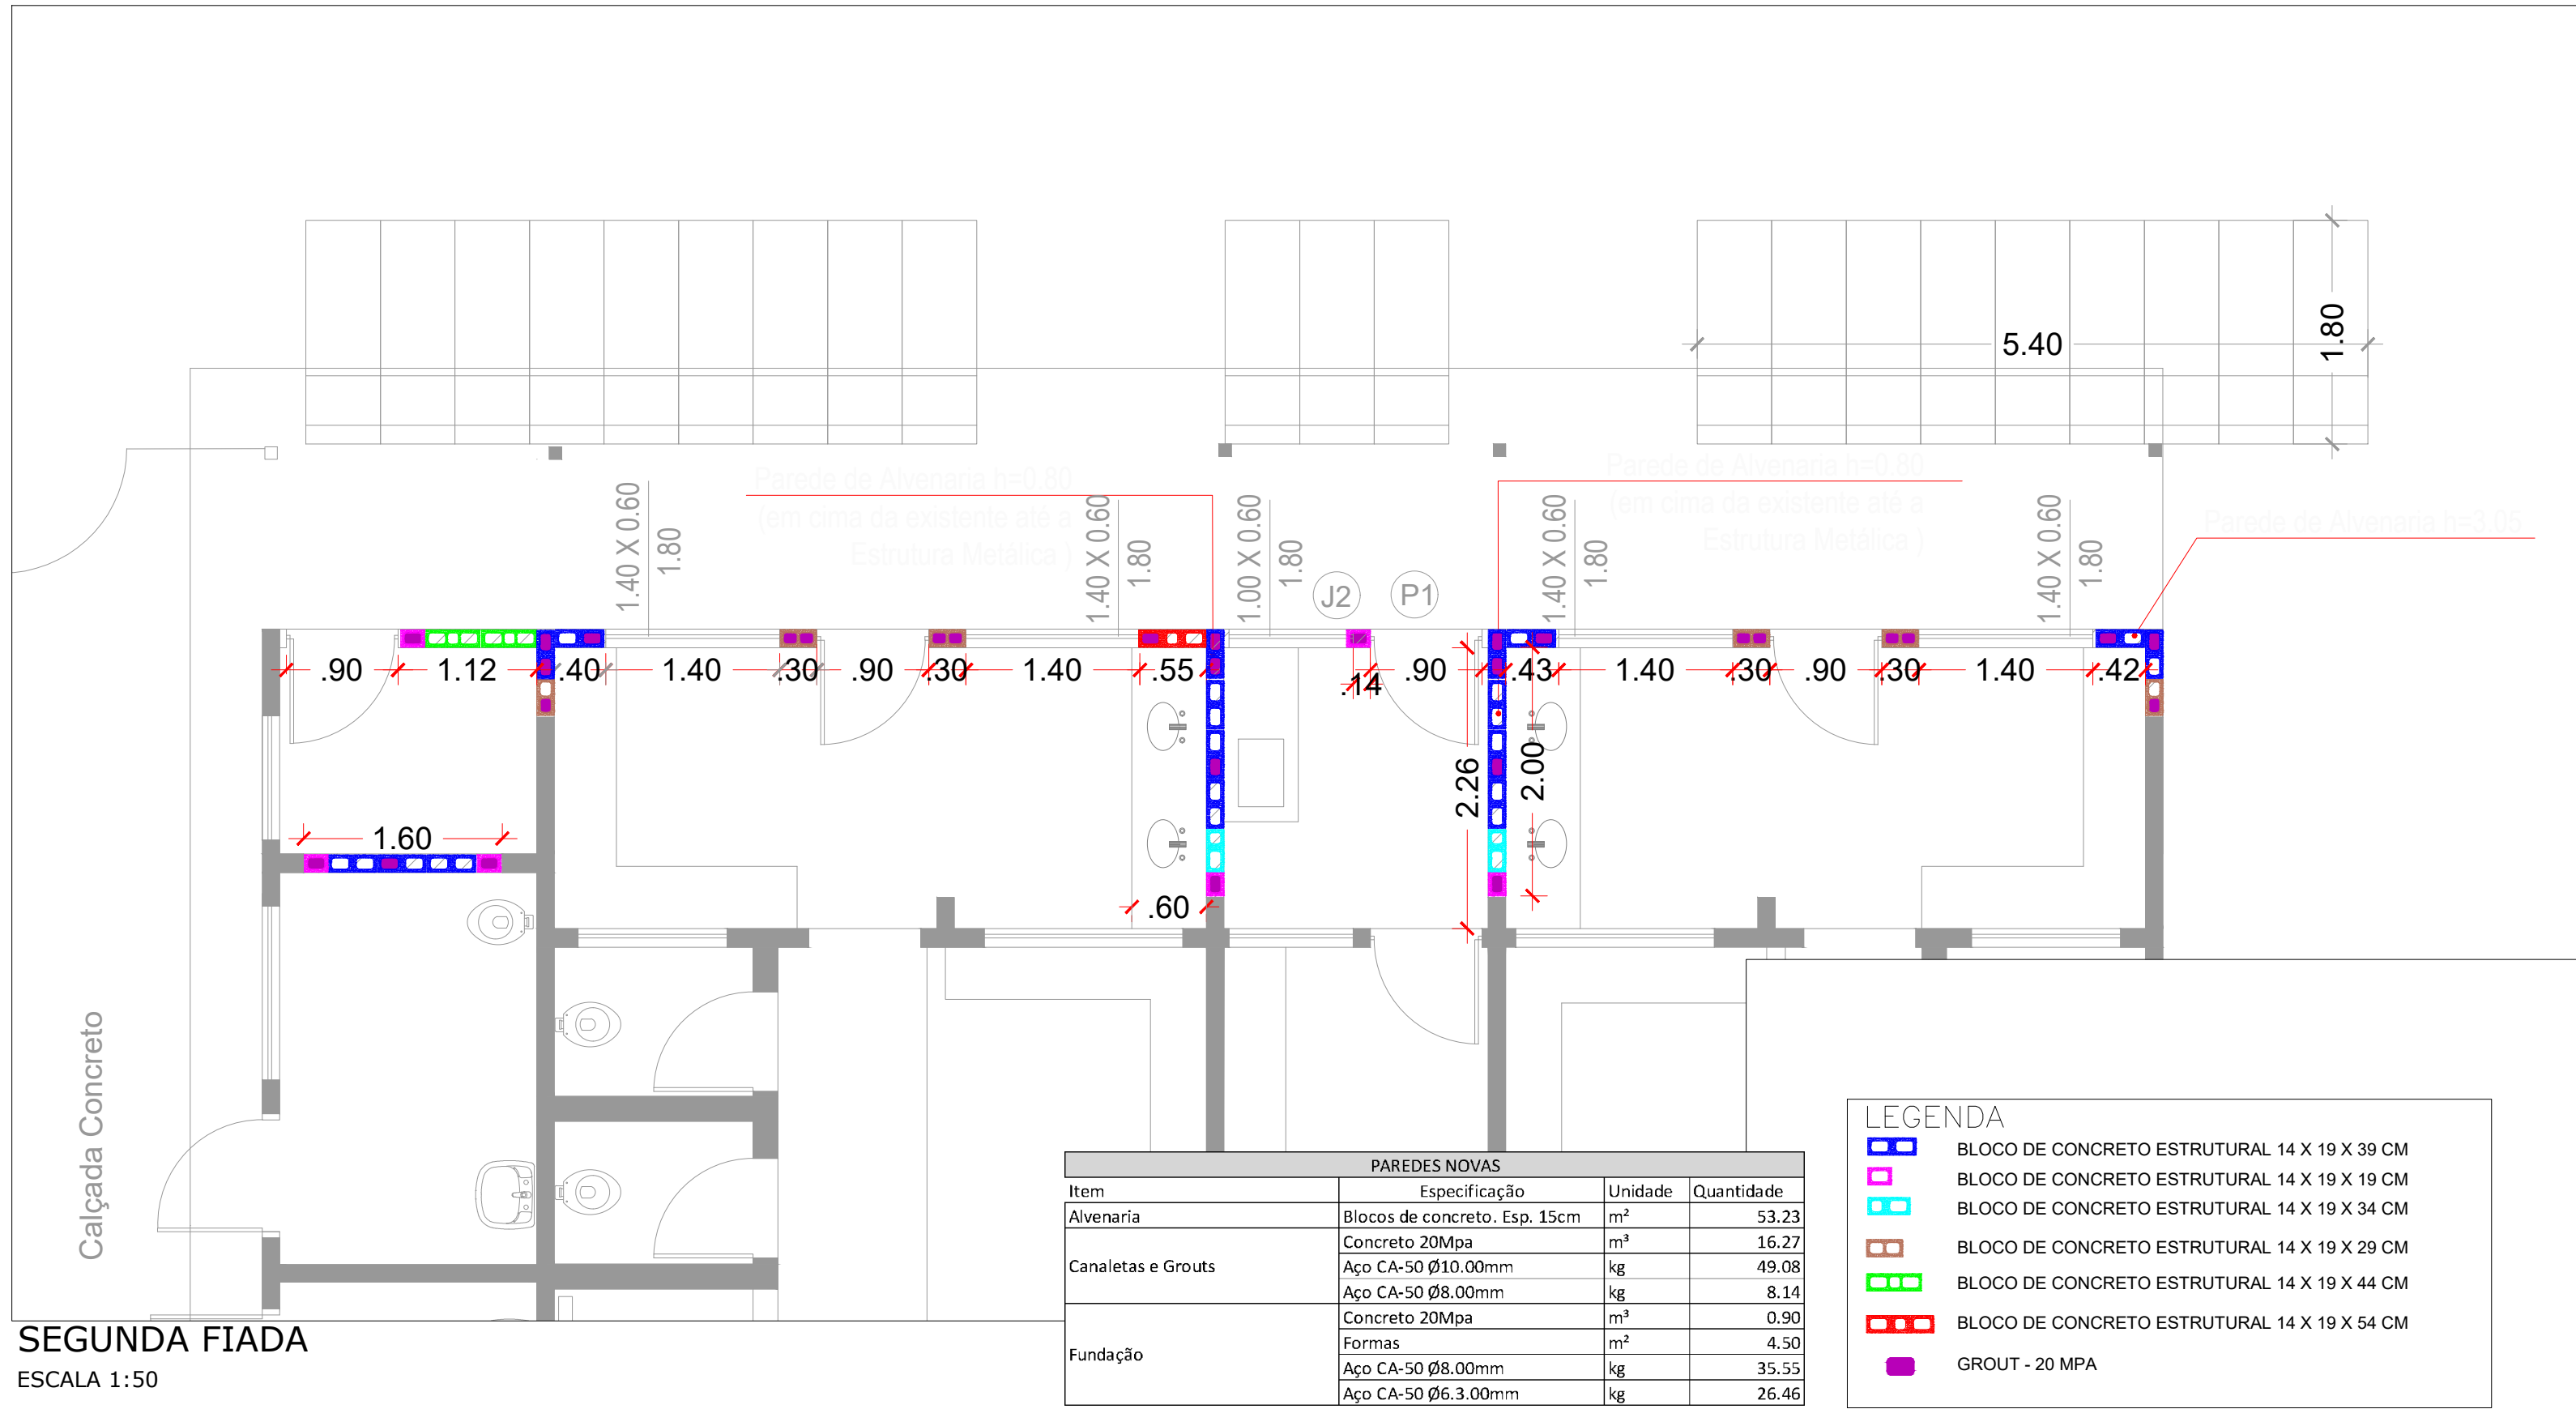 5.40
1.80
Parede de Alvenaria h=0.80
(em cima da existente até a
Estrutura Metálica )
Parede de Alvenaria h=0.80
(em cima da existente até a
Estrutura Metálica )
Parede de Alvenaria h=3.05
1.40 X 0.60
1.80
1.40 X 0.60
1.80
1.00 X 0.60
1.80
J2
P1
1.40 X 0.60
1.80
1.40 X 0.60
1.80
.90
1.12
.40
1.40
.30
.90
.30
1.40
.55
.14
.90
.43
1.40
.30
.90
.30
1.40
.42
2.26
2.00
1.60
.60
Calçada Concreto
PAREDES NOVAS
Item Especificação Unidade Quantidade
Alvenaria Blocos de concreto. Esp. 15cm m² 53.23
Canaletas e Grouts Concreto 20Mpa m³ 16.27
Aço CA-50 Ø10.00mm kg 49.08
Aço CA-50 Ø8.00mm kg 8.14
Fundação Concreto 20Mpa m³ 0.90
Formas m² 4.50
Aço CA-50 Ø8.00mm kg 35.55
Aço CA-50 Ø6.3.00mm kg 26.46
LEGENDA
BLOCO DE CONCRETO ESTRUTURAL 14 X 19 X 39 CM
BLOCO DE CONCRETO ESTRUTURAL 14 X 19 X 19 CM
BLOCO DE CONCRETO ESTRUTURAL 14 X 19 X 34 CM
BLOCO DE CONCRETO ESTRUTURAL 14 X 19 X 29 CM
BLOCO DE CONCRETO ESTRUTURAL 14 X 19 X 44 CM
BLOCO DE CONCRETO ESTRUTURAL 14 X 19 X 54 CM
GROUT - 20 MPA
SEGUNDA FIADA
ESCALA 1:50